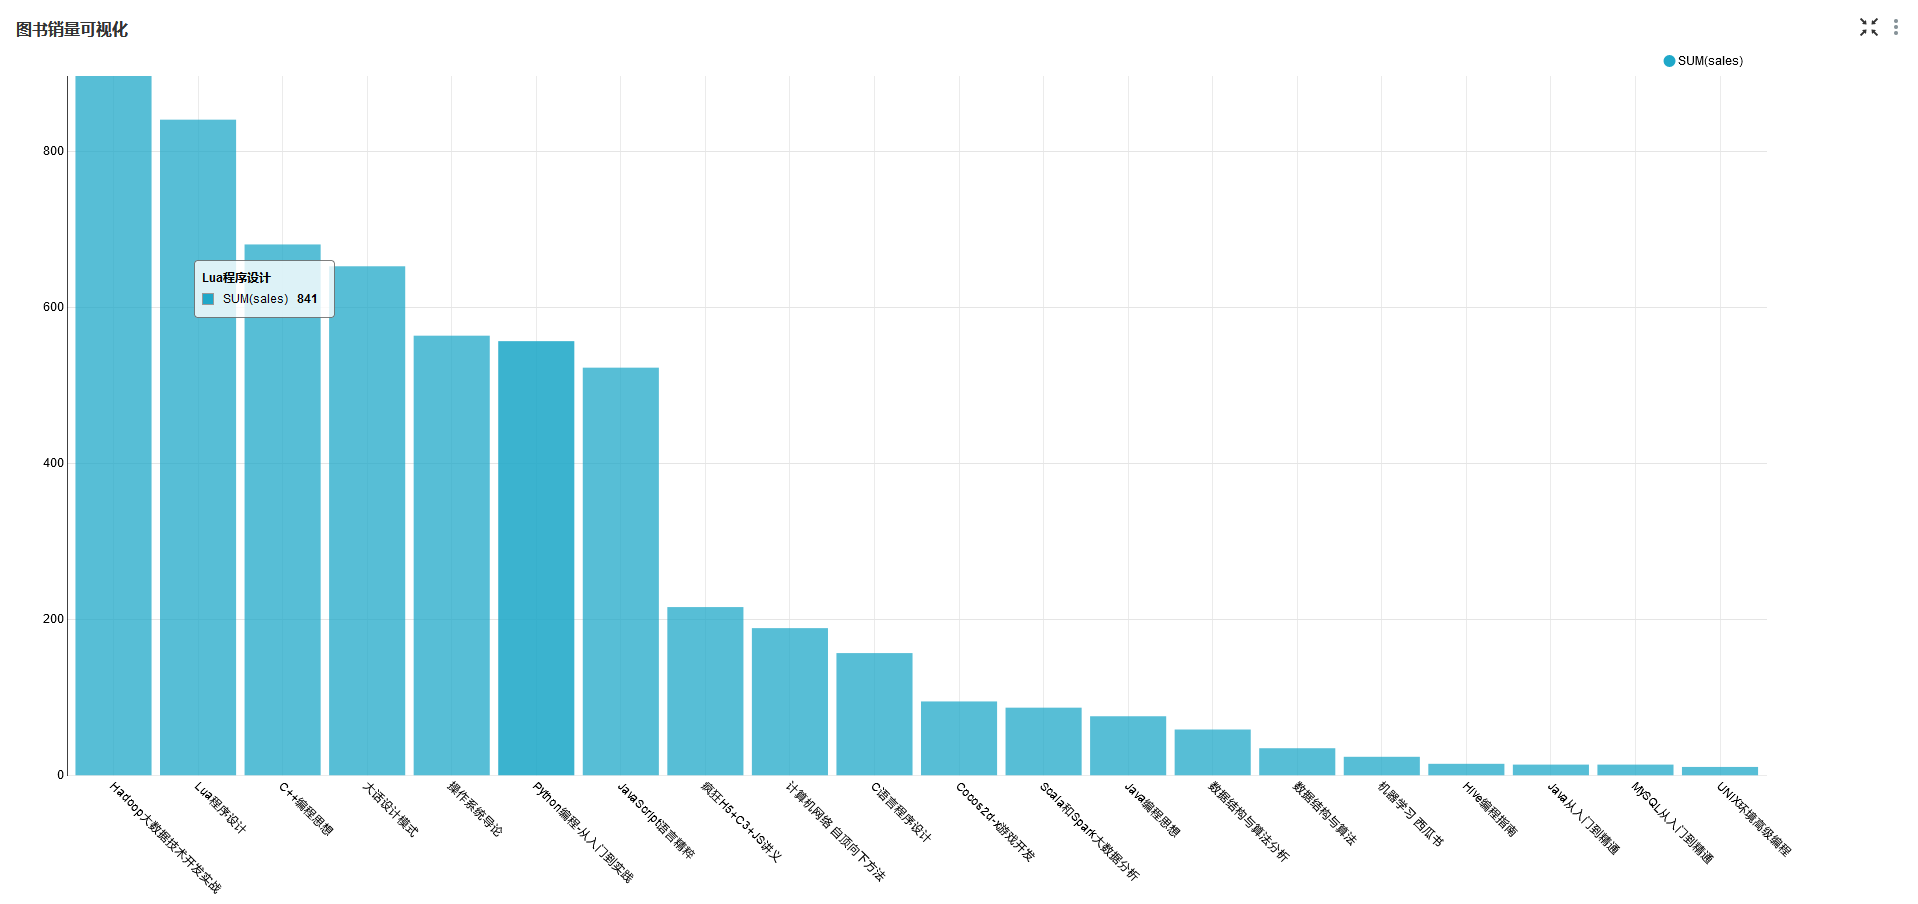 图书销量可视化
SUM(sales)
800
600
400
200
0
Lua程序设计
SUM(sales) 841
Hadoop大数据技术开发实战
Lua程序设计
C++编程思想
大话设计模式
操作系统导论
Python编程-从入门到实践
JavaScript语言精粹
疯狂H5+C3+JS讲义
计算机网络 自顶向下方法
C语言程序设计
Cocos2d-x游戏开发
Scala和Spark大数据分析
Java编程思想
数据结构与算法分析
数据结构与算法
机器学习 西瓜书
Hive编程指南
Java从入门到精通
MySQL从入门到精通
UNIX环境高级编程